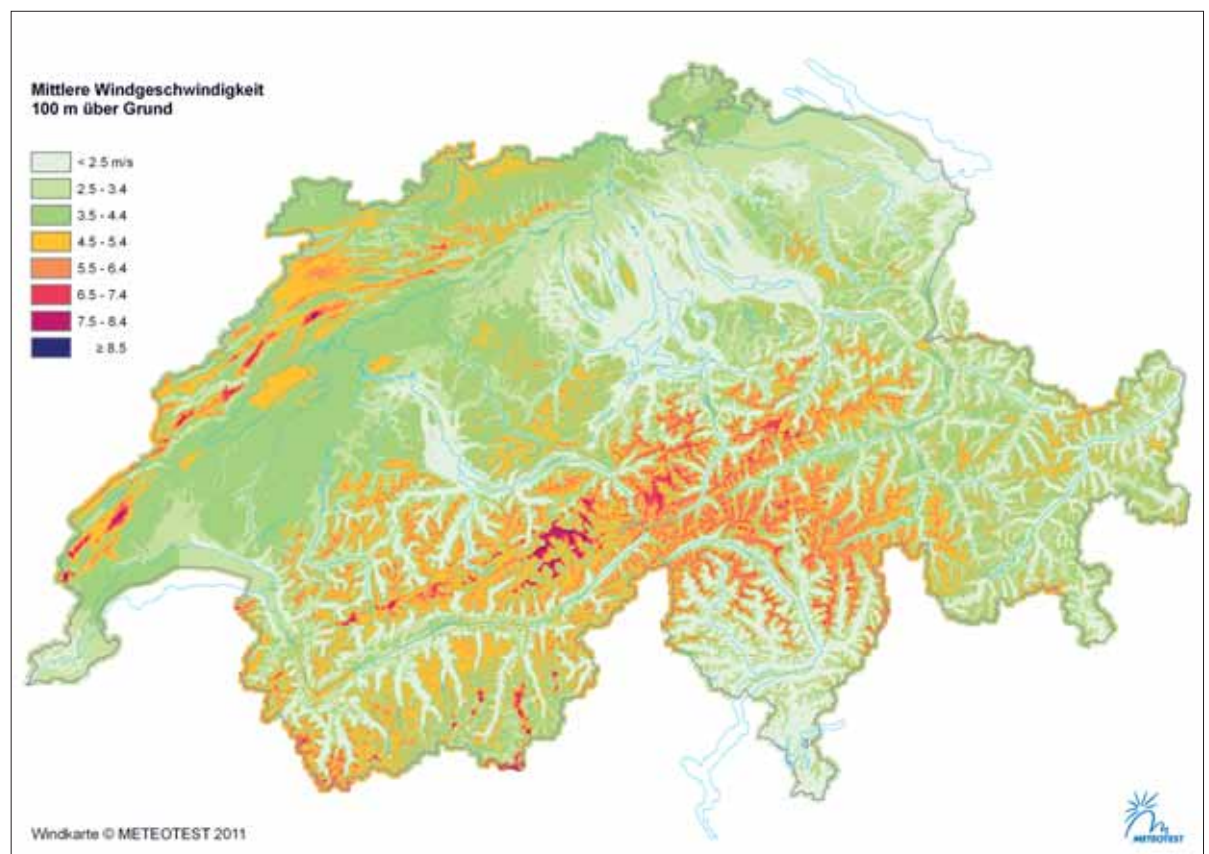 Mittlere Windgeschwindigkeit
100 m über Grund
< 2.5 m/s
2.5 - 3.4
3.5 - 4.4
4.5 - 5.4
5.5 - 6.4
6.5 - 7.4
7.5 - 8.4
≥ 8.5
Windkarte © METEOTEST 2011
METEOTEST